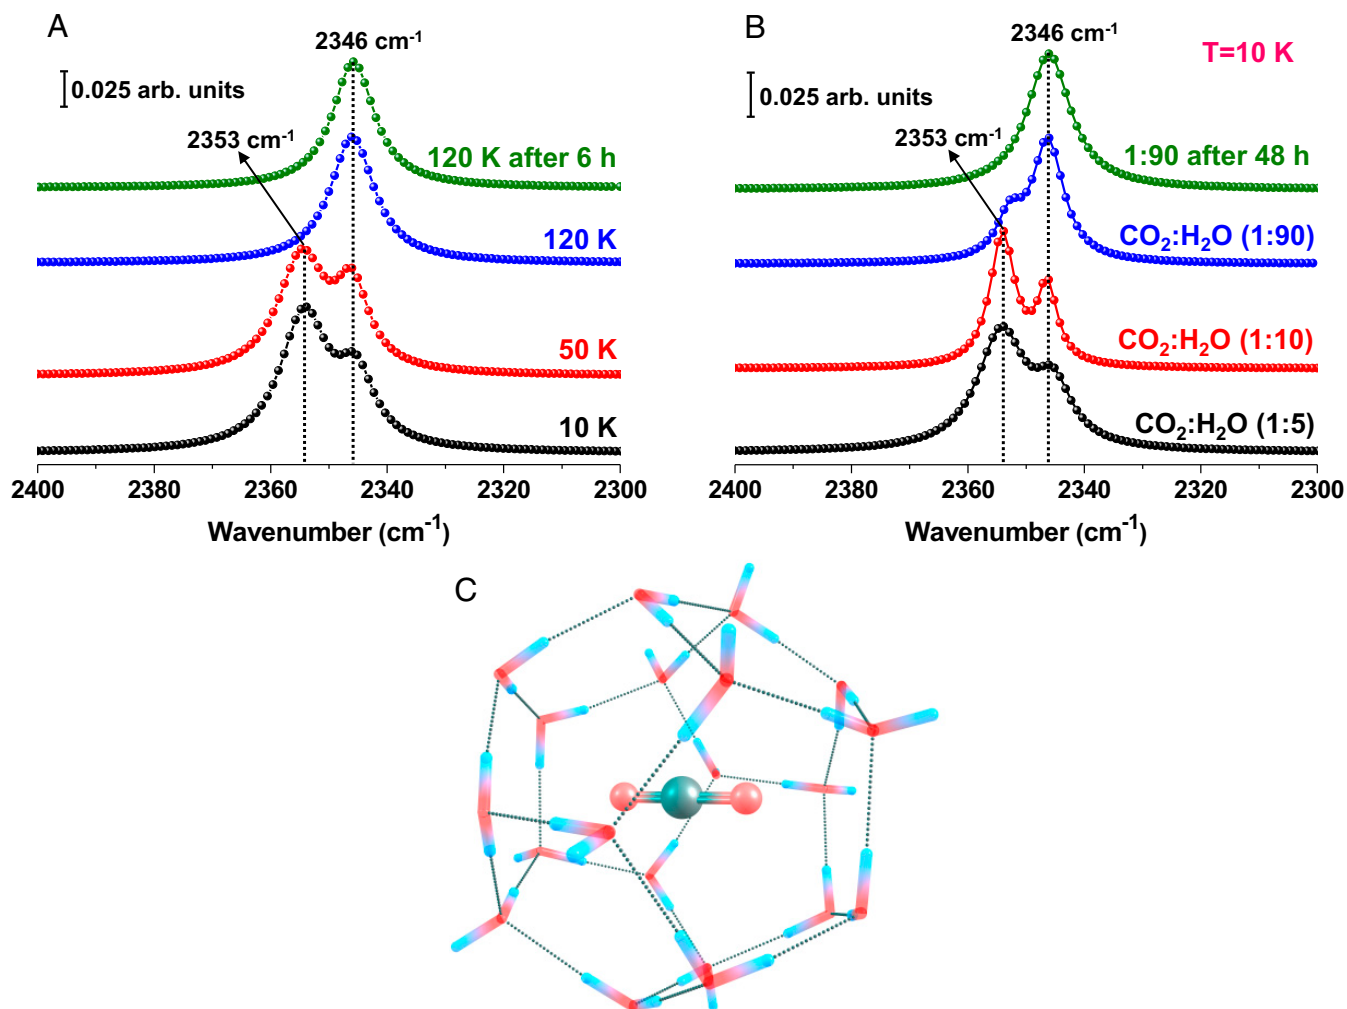 A
2346 cm⁻¹
0.025 arb. units
2353 cm⁻¹
120 K after 6 h
120 K
50 K
10 K
2400 2380 2360 2340 2320 2300
Wavenumber (cm⁻¹)
B
2346 cm⁻¹
T=10 K
0.025 arb. units
2353 cm⁻¹
1:90 after 48 h
CO₂:H₂O (1:90)
CO₂:H₂O (1:10)
CO₂:H₂O (1:5)
2400 2380 2360 2340 2320 2300
Wavenumber (cm⁻¹)
C